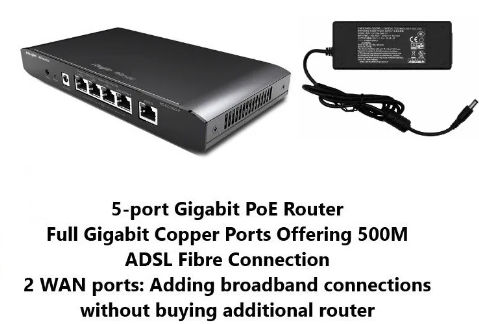 5-port Gigabit PoE Router
Full Gigabit Copper Ports Offering 500M
ADSL Fibre Connection
2 WAN ports: Adding broadband connections
without buying additional router